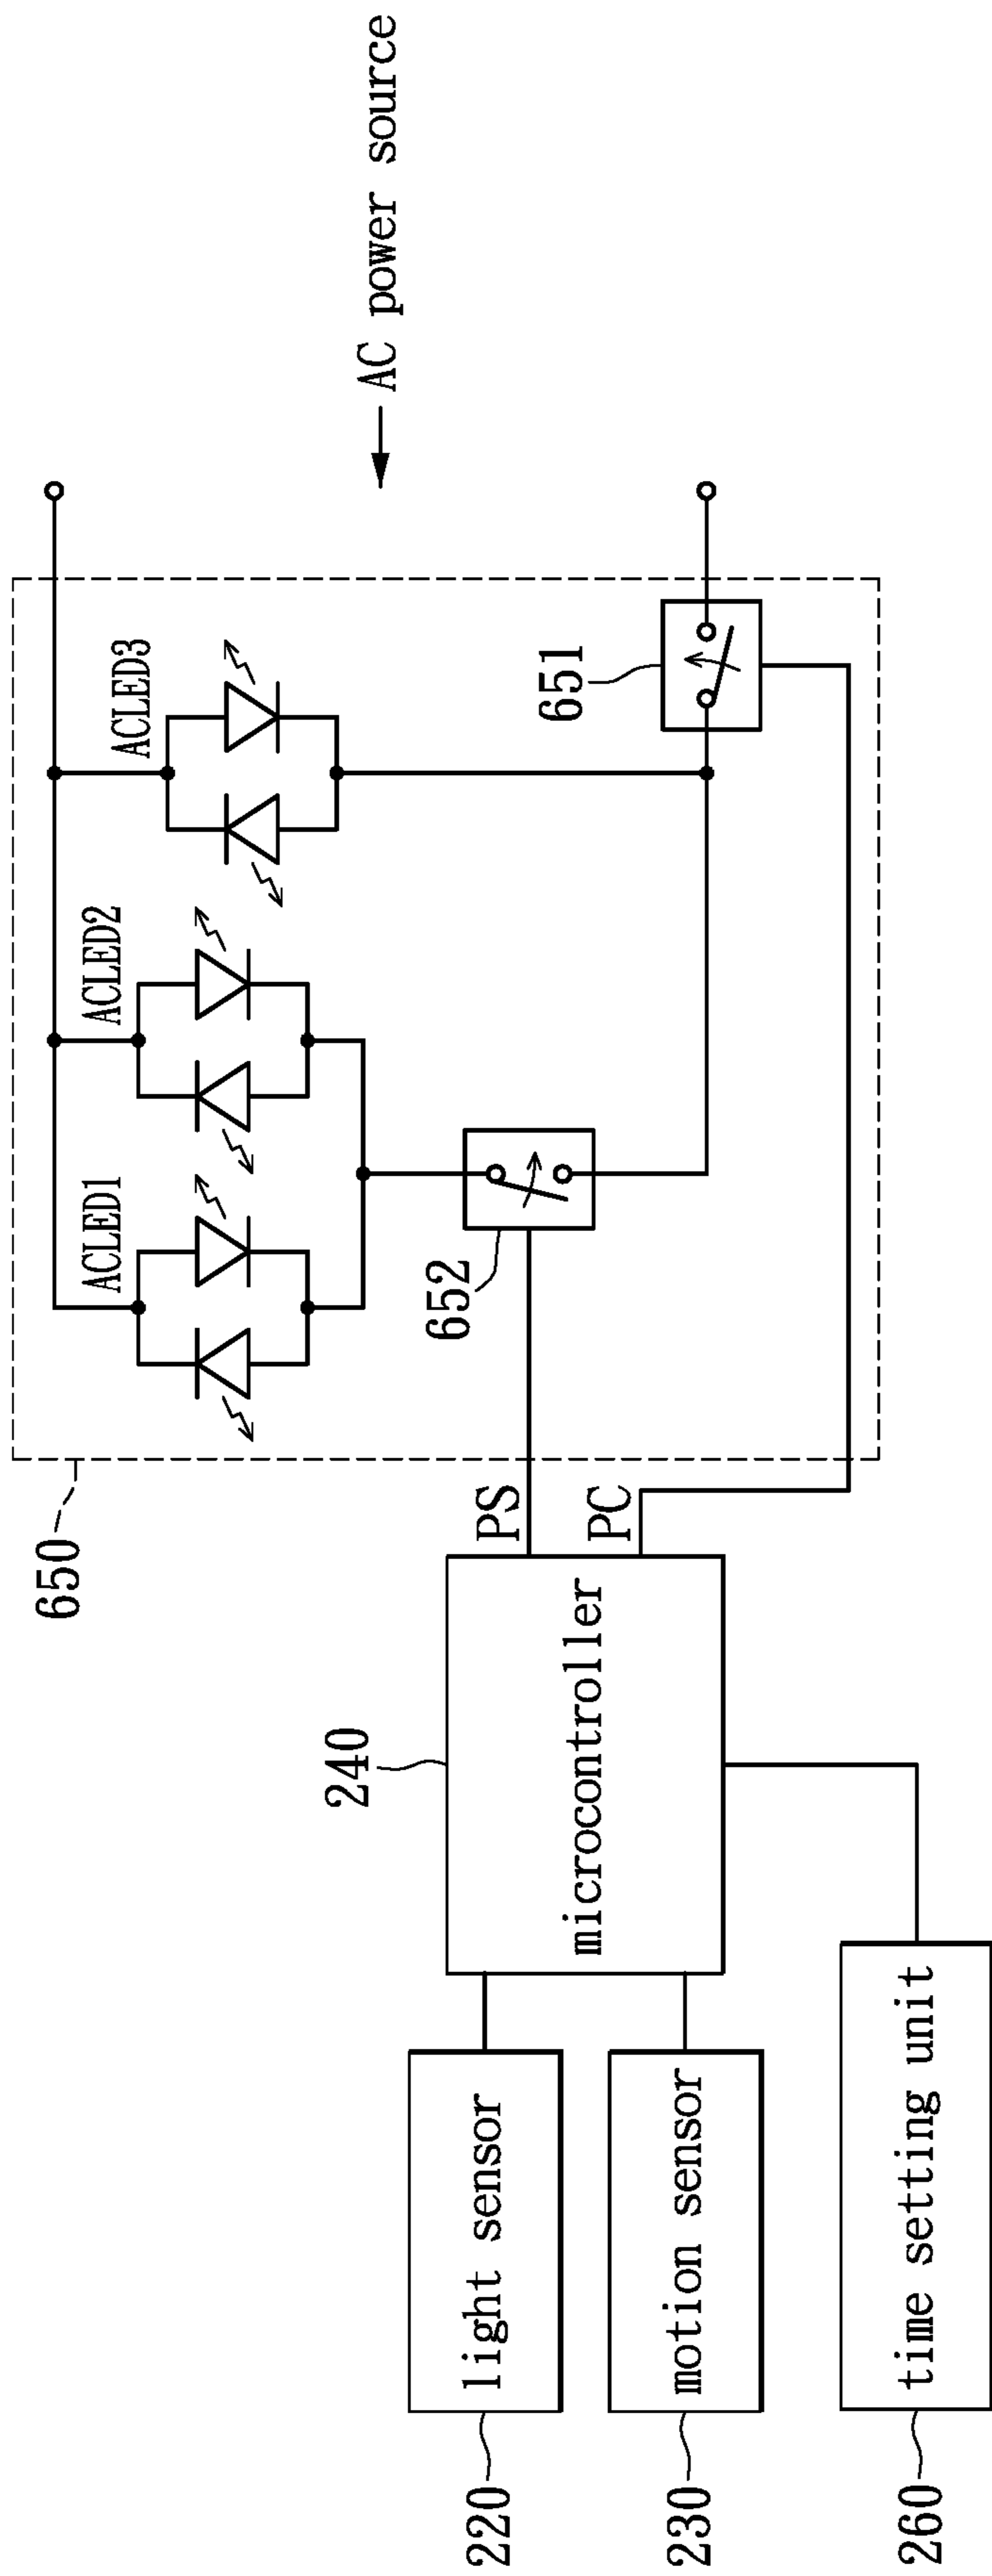 650
ACLED1
ACLED2
ACLED3
AC power source
240
652
651
PS
PC
microcontroller
220
light sensor
230
motion sensor
260
time setting unit